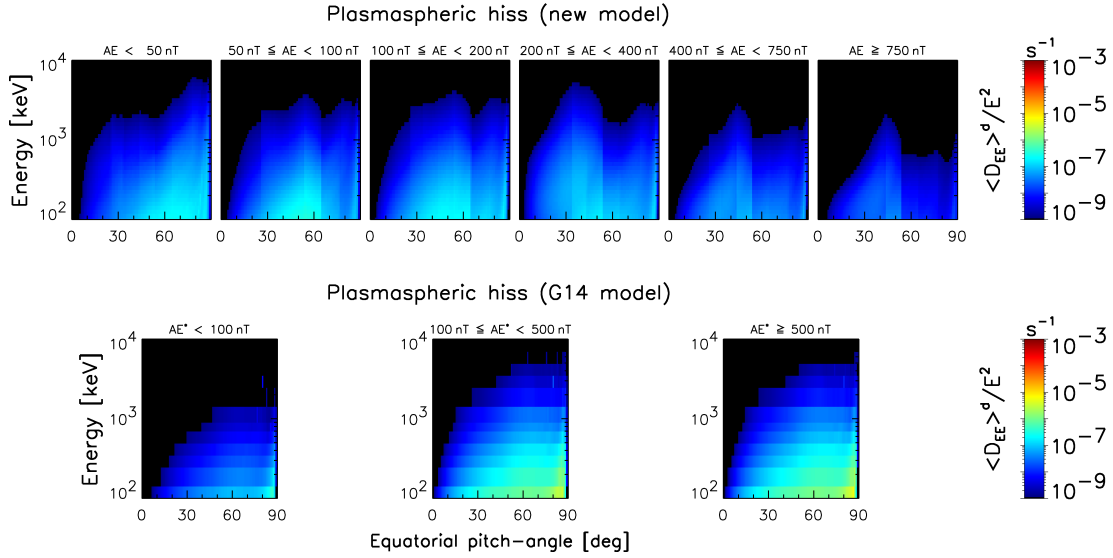 Plasmaspheric hiss (new model)
AE < 50 nT
50 nT ≦ AE < 100 nT
100 nT ≦ AE < 200 nT
200 nT ≦ AE < 400 nT
400 nT ≦ AE < 750 nT
AE ≧ 750 nT
s⁻¹
Energy [keV]
10⁴
10³
10²
0 30 60
0 30 60
0 30 60
0 30 60
0 30 60
0 30 60 90
10⁻³
10⁻⁵
10⁻⁷
10⁻⁹
<D_EE>ᵈ/E²
Plasmaspheric hiss (G14 model)
AE* < 100 nT
100 nT ≦ AE* < 500 nT
AE* ≧ 500 nT
s⁻¹
Energy [keV]
10⁴
10³
10²
0 30 60 90
10⁴
10³
10²
0 30 60 90
10⁴
10³
10²
0 30 60 90
10⁻³
10⁻⁵
10⁻⁷
10⁻⁹
<D_EE>ᵈ/E²
Equatorial pitch-angle [deg]